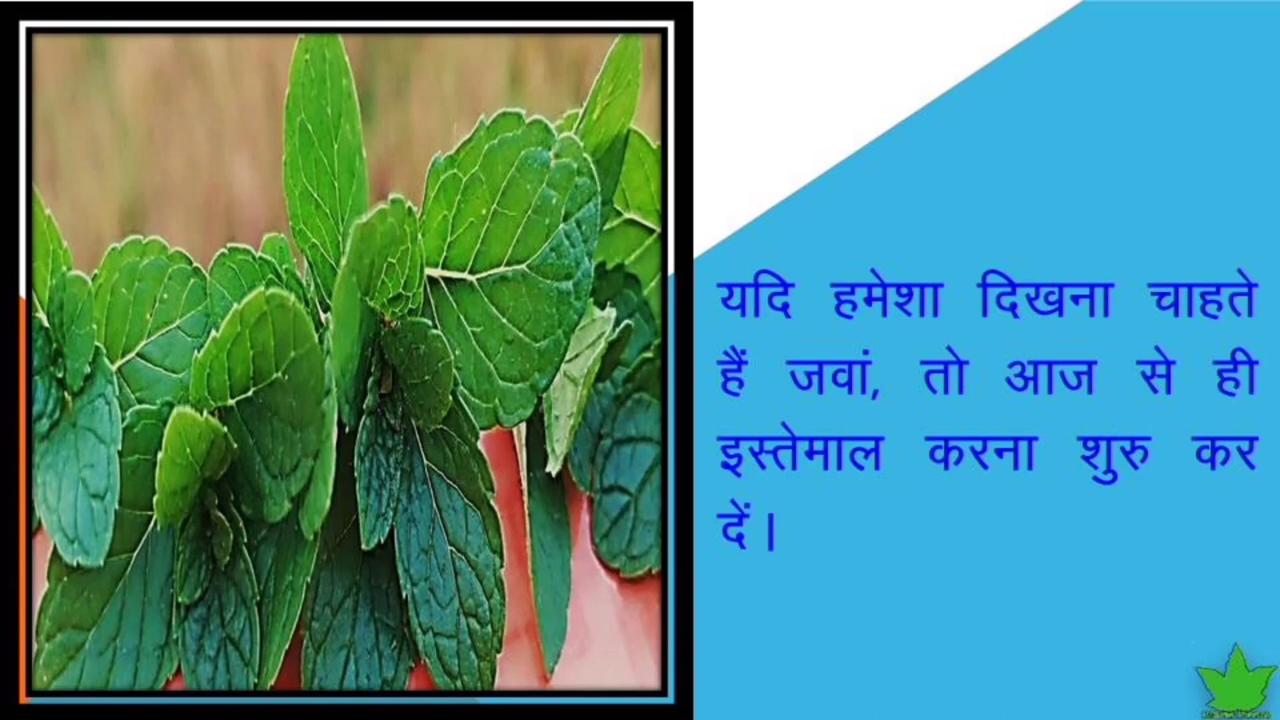 यदि हमेशा दिखना चाहते
हैं जवां, तो आज से ही
इस्तेमाल करना शुरु कर
दें।